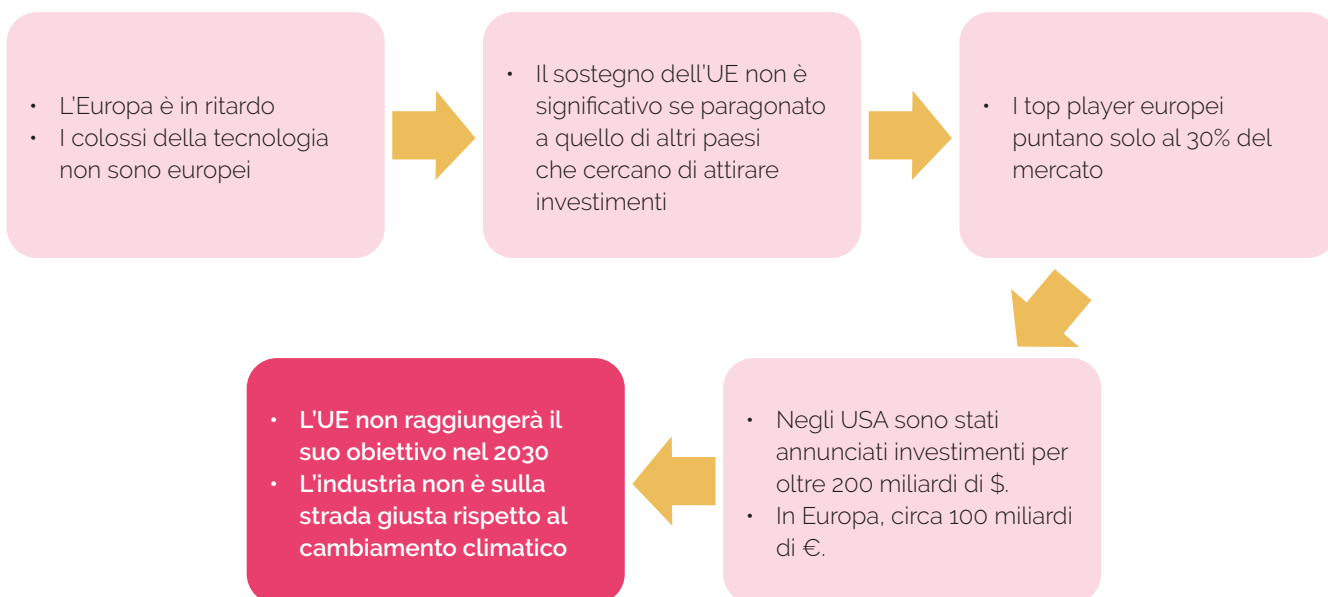 • L’Europa è in ritardo
• I colossi della tecnologia
non sono europei
• Il sostegno dell’UE non è
significativo se paragonato
a quello di altri paesi
che cercano di attirare
investimenti
• I top player europei
puntano solo al 30% del
mercato
• L’UE non raggiungerà il
suo obiettivo nel 2030
• L’industria non è sulla
strada giusta rispetto al
cambiamento climatico
• Negli USA sono stati
annunciati investimenti per
oltre 200 miliardi di $.
• In Europa, circa 100 miliardi
di €.